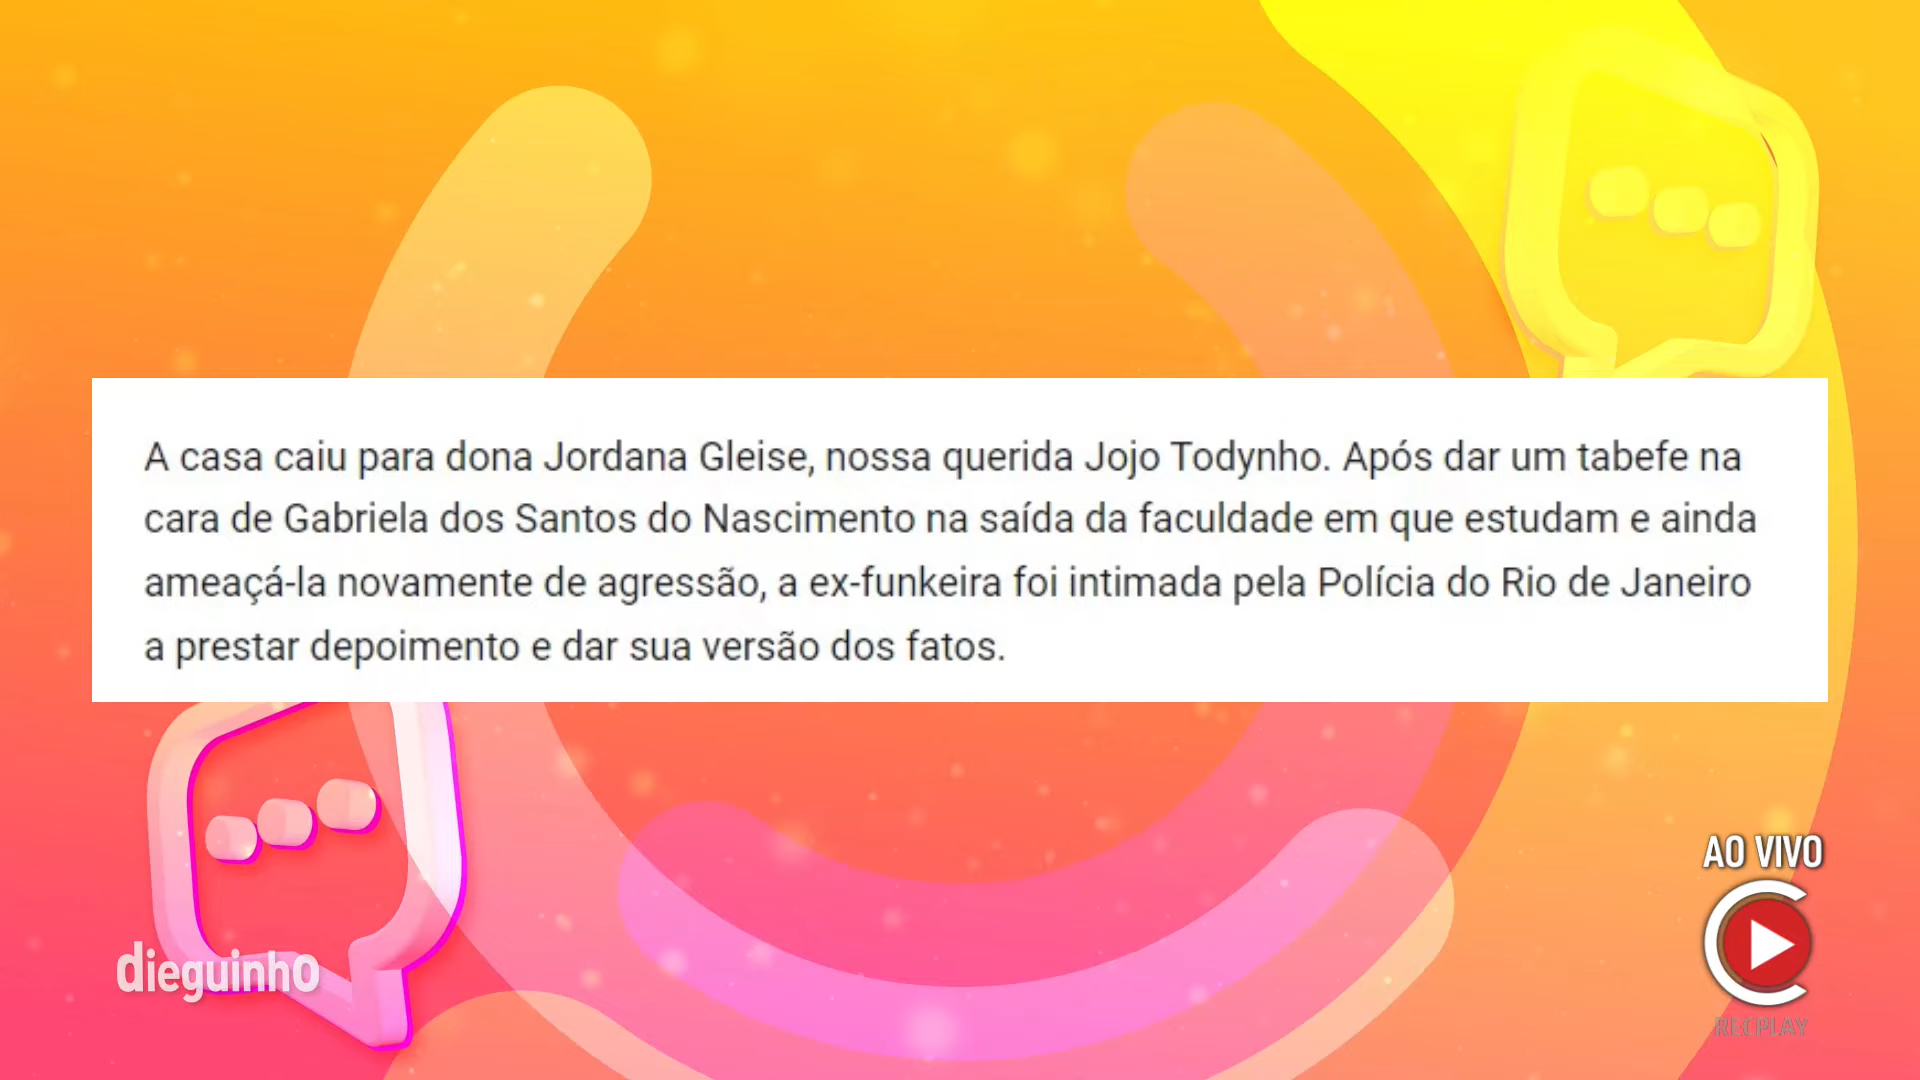 A casa caiu para dona Jordana Gleise, nossa querida Jojo Todynho. Após dar um tabefe na
cara de Gabriela dos Santos do Nascimento na saída da faculdade em que estudam e ainda
ameaçá-la novamente de agressão, a ex-funkeira foi intimada pela Polícia do Rio de Janeiro
a prestar depoimento e dar sua versão dos fatos.
AO VIVO
dieguinho
RECPLAY